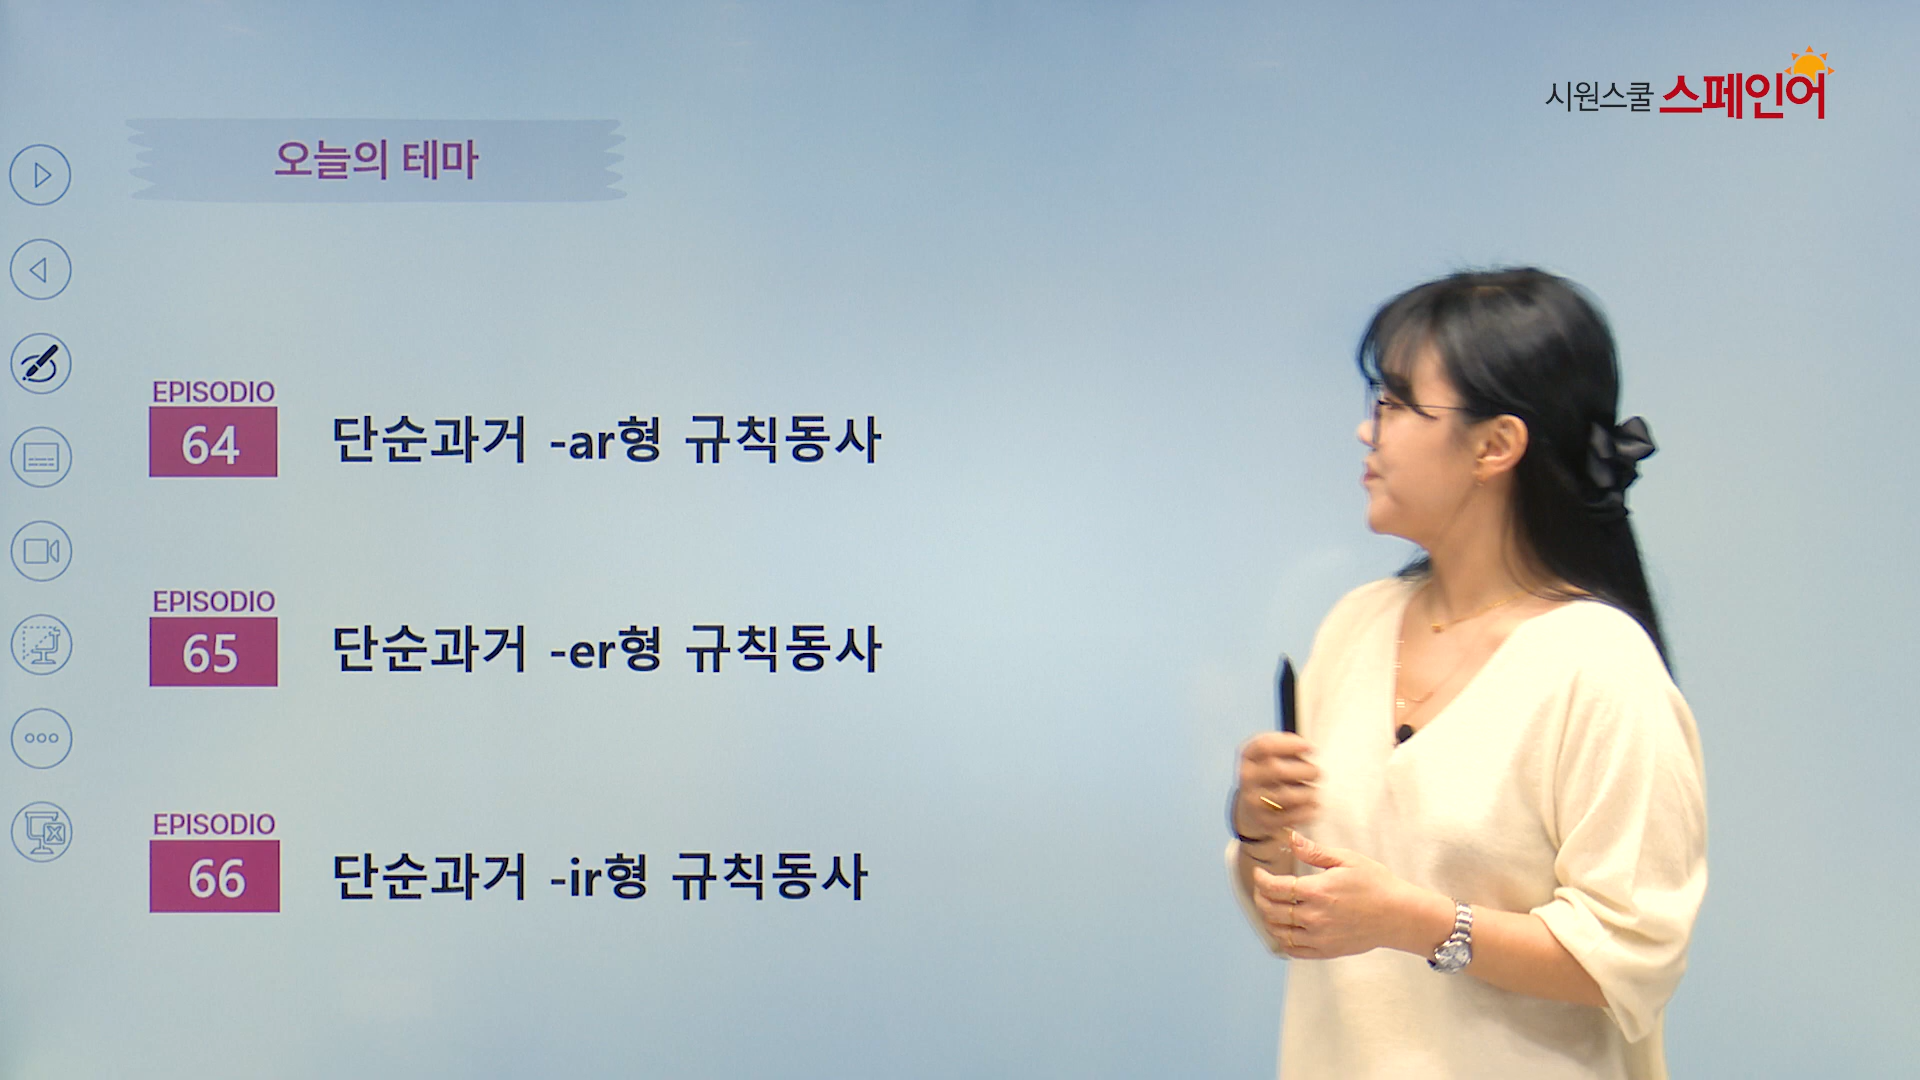 시원스쿨 스페인어
오늘의 테마
EPISODIO
64
단순과거 -ar형 규칙동사
EPISODIO
65
단순과거 -er형 규칙동사
EPISODIO
66
단순과거 -ir형 규칙동사